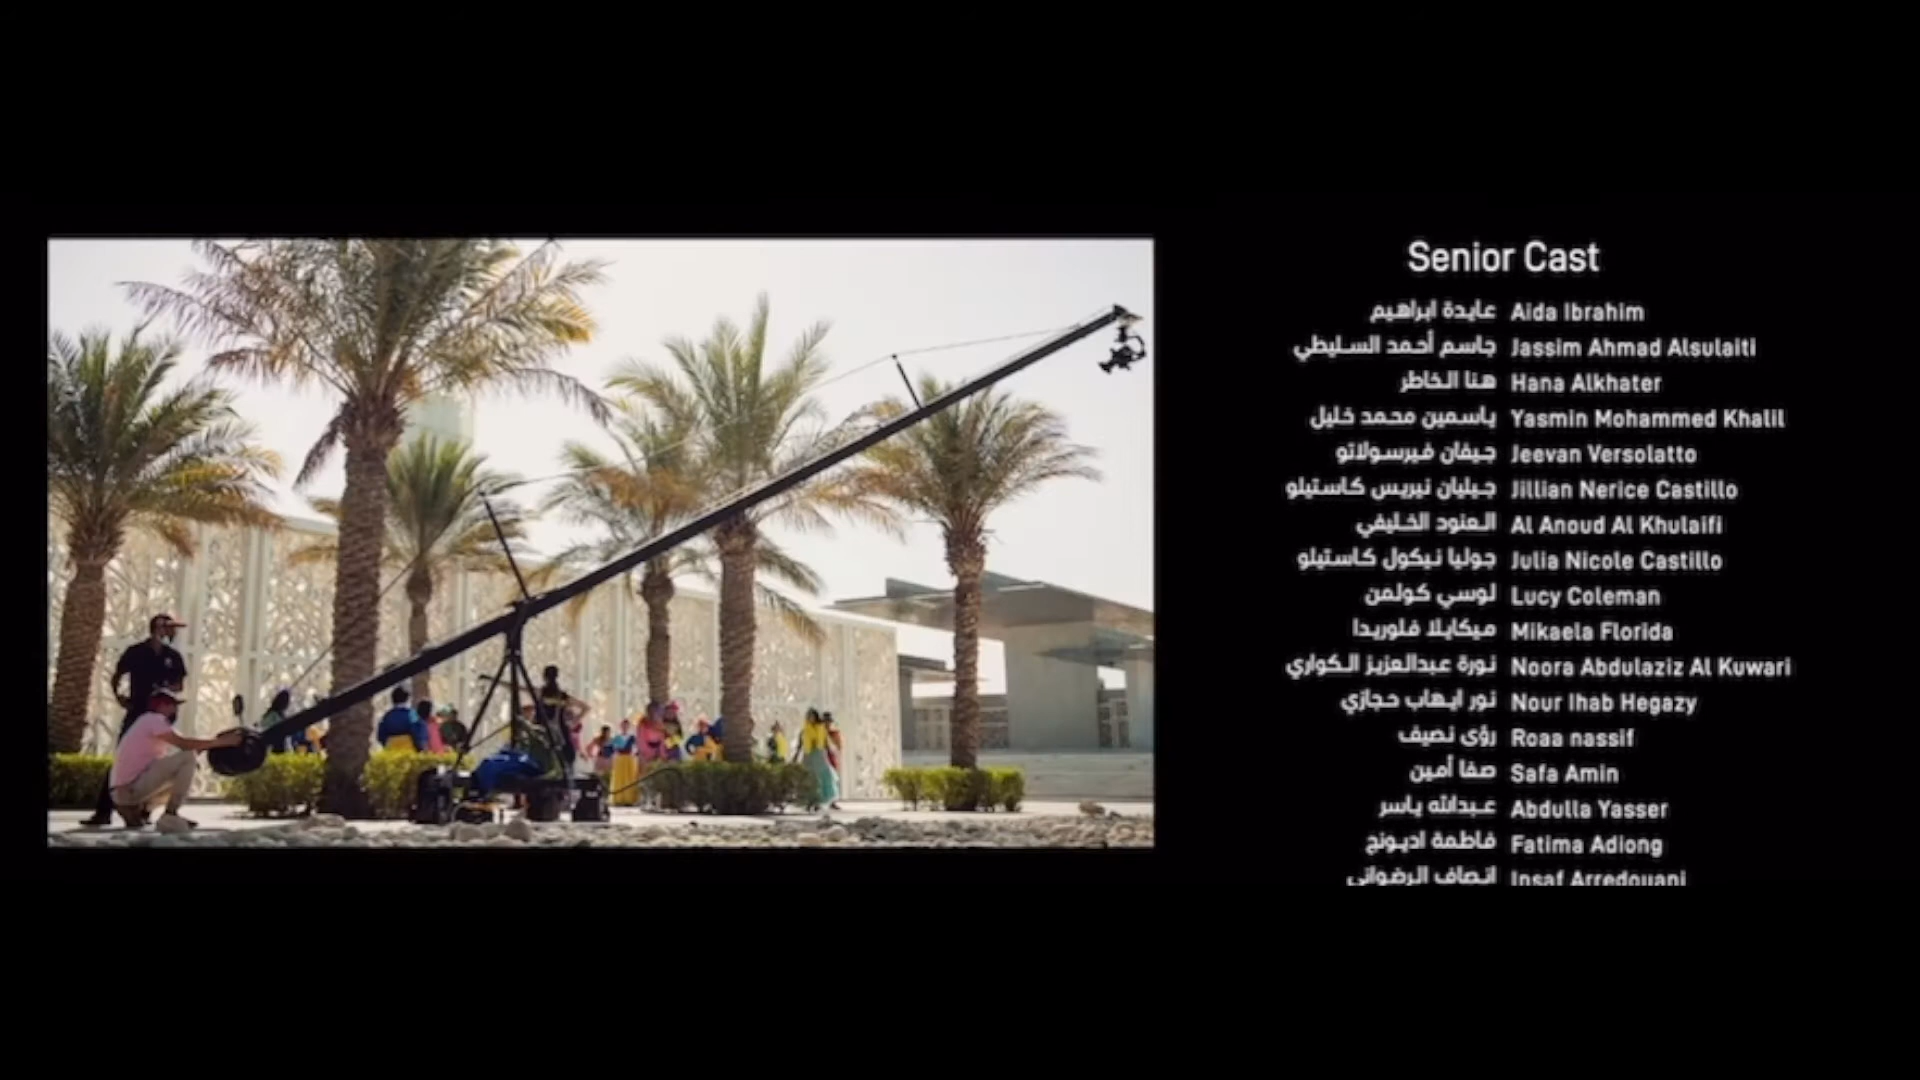 Senior Cast
عايدة ابراهيم Aida Ibrahim
جاسم أحمد السليطي Jassim Ahmad Alsulaiti
هنا الخاطر Hana Alkhater
ياسمين محمد خليل Yasmin Mohammed Khalil
جيفان فيرسولاتو Jeevan Versolatto
جيليان نيريس كاستيلو Jillian Nerice Castillo
العنود الخليفي Al Anoud Al Khulaifi
جوليا نيكول كاستيلو Julia Nicole Castillo
لوسي كولمن Lucy Coleman
ميكايلا فلوريدا Mikaela Florida
نورة عبدالعزيز الكواري Noora Abdulaziz Al Kuwari
نور ايهاب حجازي Nour Ihab Hegazy
رؤى نصيف Roaa nassif
صفا أمين Safa Amin
عبدالله ياسر Abdulla Yasser
فاطمة اديونج Fatima Adiong
انصاف الرضواني Insaf Arredouani